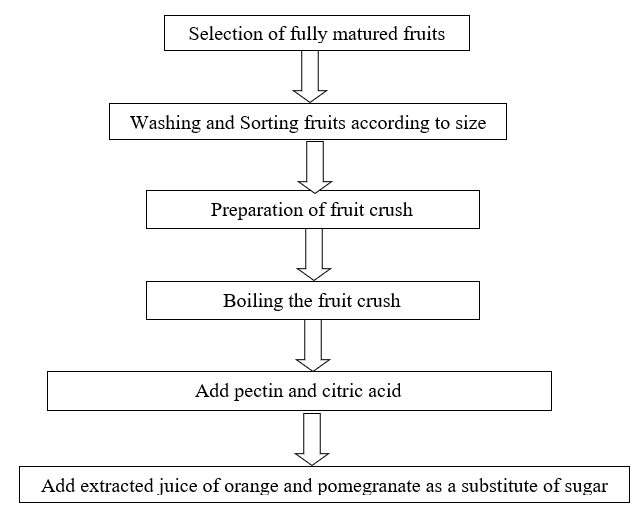 Selection of fully matured fruits
Washing and Sorting fruits according to size
Preparation of fruit crush
Boiling the fruit crush
Add pectin and citric acid
Add extracted juice of orange and pomegranate as a substitute of sugar